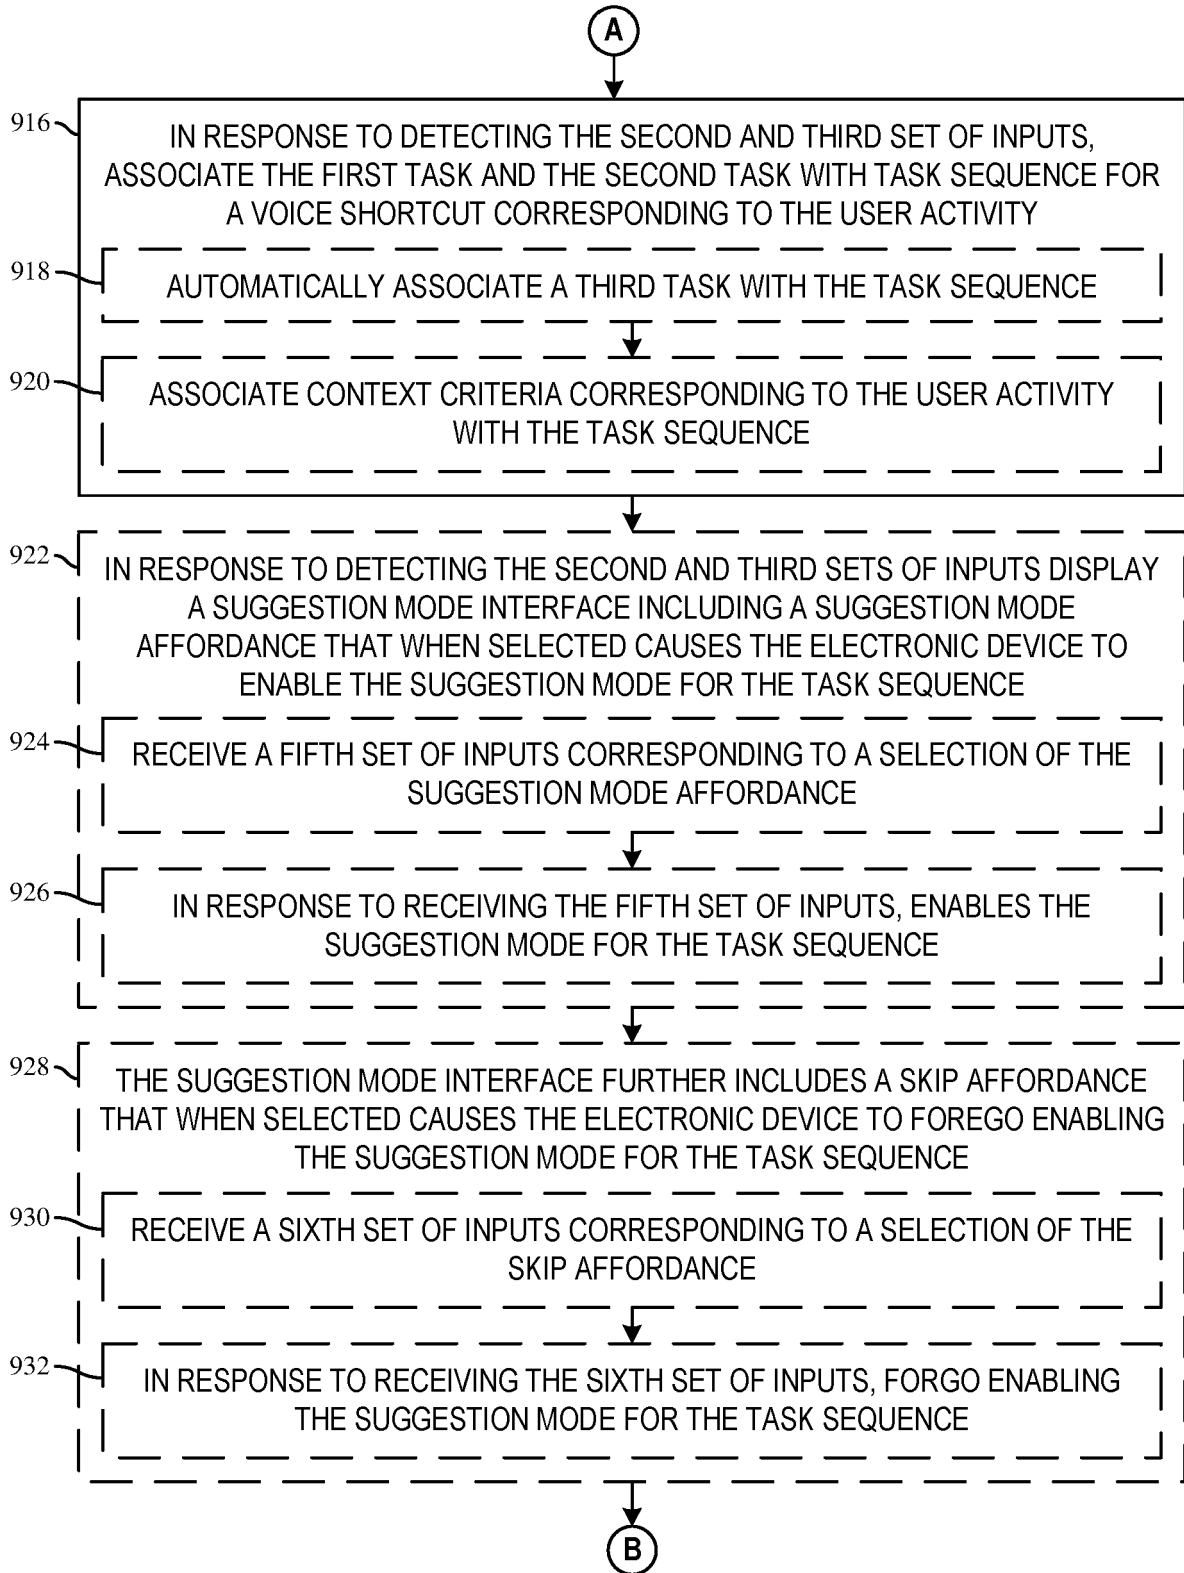 A
916
IN RESPONSE TO DETECTING THE SECOND AND THIRD SET OF INPUTS,
ASSOCIATE THE FIRST TASK AND THE SECOND TASK WITH TASK SEQUENCE FOR
A VOICE SHORTCUT CORRESPONDING TO THE USER ACTIVITY
918
AUTOMATICALLY ASSOCIATE A THIRD TASK WITH THE TASK SEQUENCE
920
ASSOCIATE CONTEXT CRITERIA CORRESPONDING TO THE USER ACTIVITY
WITH THE TASK SEQUENCE
922
IN RESPONSE TO DETECTING THE SECOND AND THIRD SETS OF INPUTS DISPLAY
A SUGGESTION MODE INTERFACE INCLUDING A SUGGESTION MODE
AFFORDANCE THAT WHEN SELECTED CAUSES THE ELECTRONIC DEVICE TO
ENABLE THE SUGGESTION MODE FOR THE TASK SEQUENCE
924
RECEIVE A FIFTH SET OF INPUTS CORRESPONDING TO A SELECTION OF THE
SUGGESTION MODE AFFORDANCE
926
IN RESPONSE TO RECEIVING THE FIFTH SET OF INPUTS, ENABLES THE
SUGGESTION MODE FOR THE TASK SEQUENCE
928
THE SUGGESTION MODE INTERFACE FURTHER INCLUDES A SKIP AFFORDANCE
THAT WHEN SELECTED CAUSES THE ELECTRONIC DEVICE TO FOREGO ENABLING
THE SUGGESTION MODE FOR THE TASK SEQUENCE
930
RECEIVE A SIXTH SET OF INPUTS CORRESPONDING TO A SELECTION OF THE
SKIP AFFORDANCE
932
IN RESPONSE TO RECEIVING THE SIXTH SET OF INPUTS, FORGO ENABLING
THE SUGGESTION MODE FOR THE TASK SEQUENCE
B